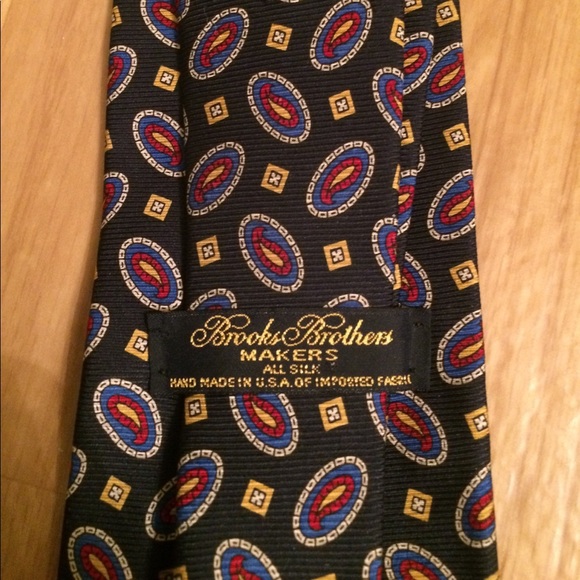 Brooks Brothers
MAKERS
ALL SILK
HAND MADE IN U.S.A. OF IMPORTED FABRIC